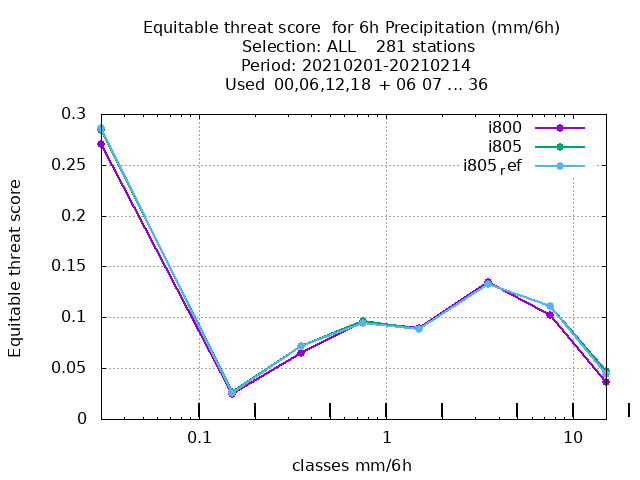 Equitable threat score  for 6h Precipitation (mm/6h)
Selection: ALL    281 stations
Period: 20210201-20210214
Used  00,06,12,18 + 06 07 ... 36
i800
i805
i805ref
0.3
0.25
0.2
0.15
0.1
0.05
0
Equitable threat score
0.1 1 10
classes mm/6h